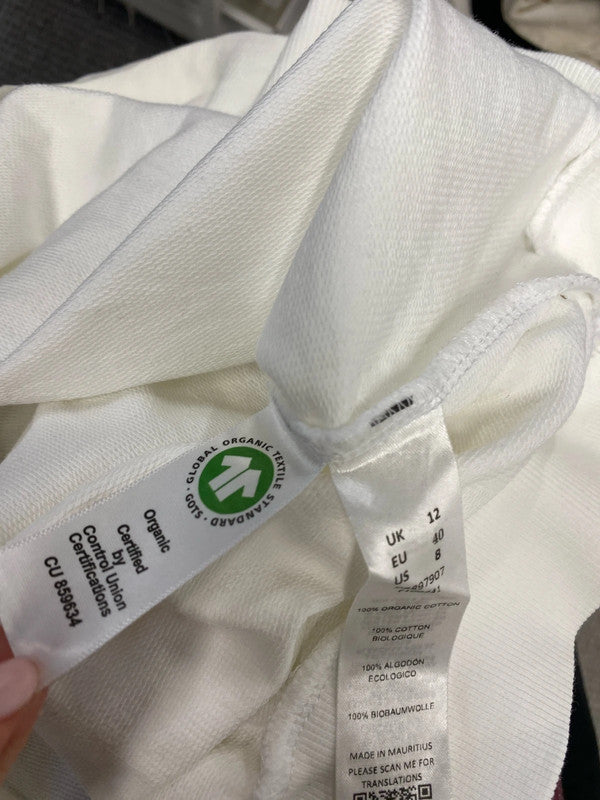 · GLOBAL ORGANIC TEXTILE STANDARD · GOTS
Organic
Certified
by
Control Union
Certifications
CU 859634
UK 12
EU 40
US 8
100% ORGANIC COTTON
100% COTTON
BIOLOGIQUE
100% ALGODON
ECOLOGICO
100% BIOBAUMWOLLE
MADE IN MAURITIUS
PLEASE SCAN ME FOR
TRANSLATIONS